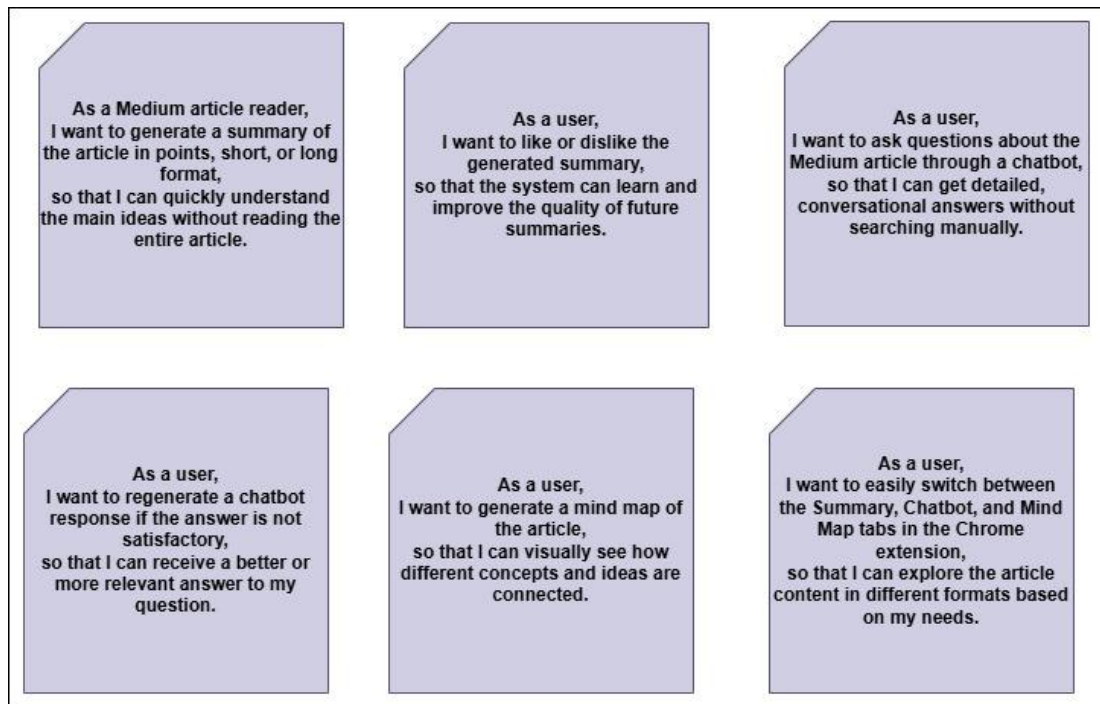 As a Medium article reader,
I want to generate a summary of
the article in points, short, or long
format,
so that I can quickly understand
the main ideas without reading the
entire article.
As a user,
I want to like or dislike the
generated summary,
so that the system can learn and
improve the quality of future
summaries.
As a user,
I want to ask questions about the
Medium article through a chatbot,
so that I can get detailed,
conversational answers without
searching manually.
As a user,
I want to regenerate a chatbot
response if the answer is not
satisfactory,
so that I can receive a better or
more relevant answer to my
question.
As a user,
I want to generate a mind map of
the article,
so that I can visually see how
different concepts and ideas are
connected.
As a user,
I want to easily switch between
the Summary, Chatbot, and Mind
Map tabs in the Chrome
extension,
so that I can explore the article
content in different formats based
on my needs.